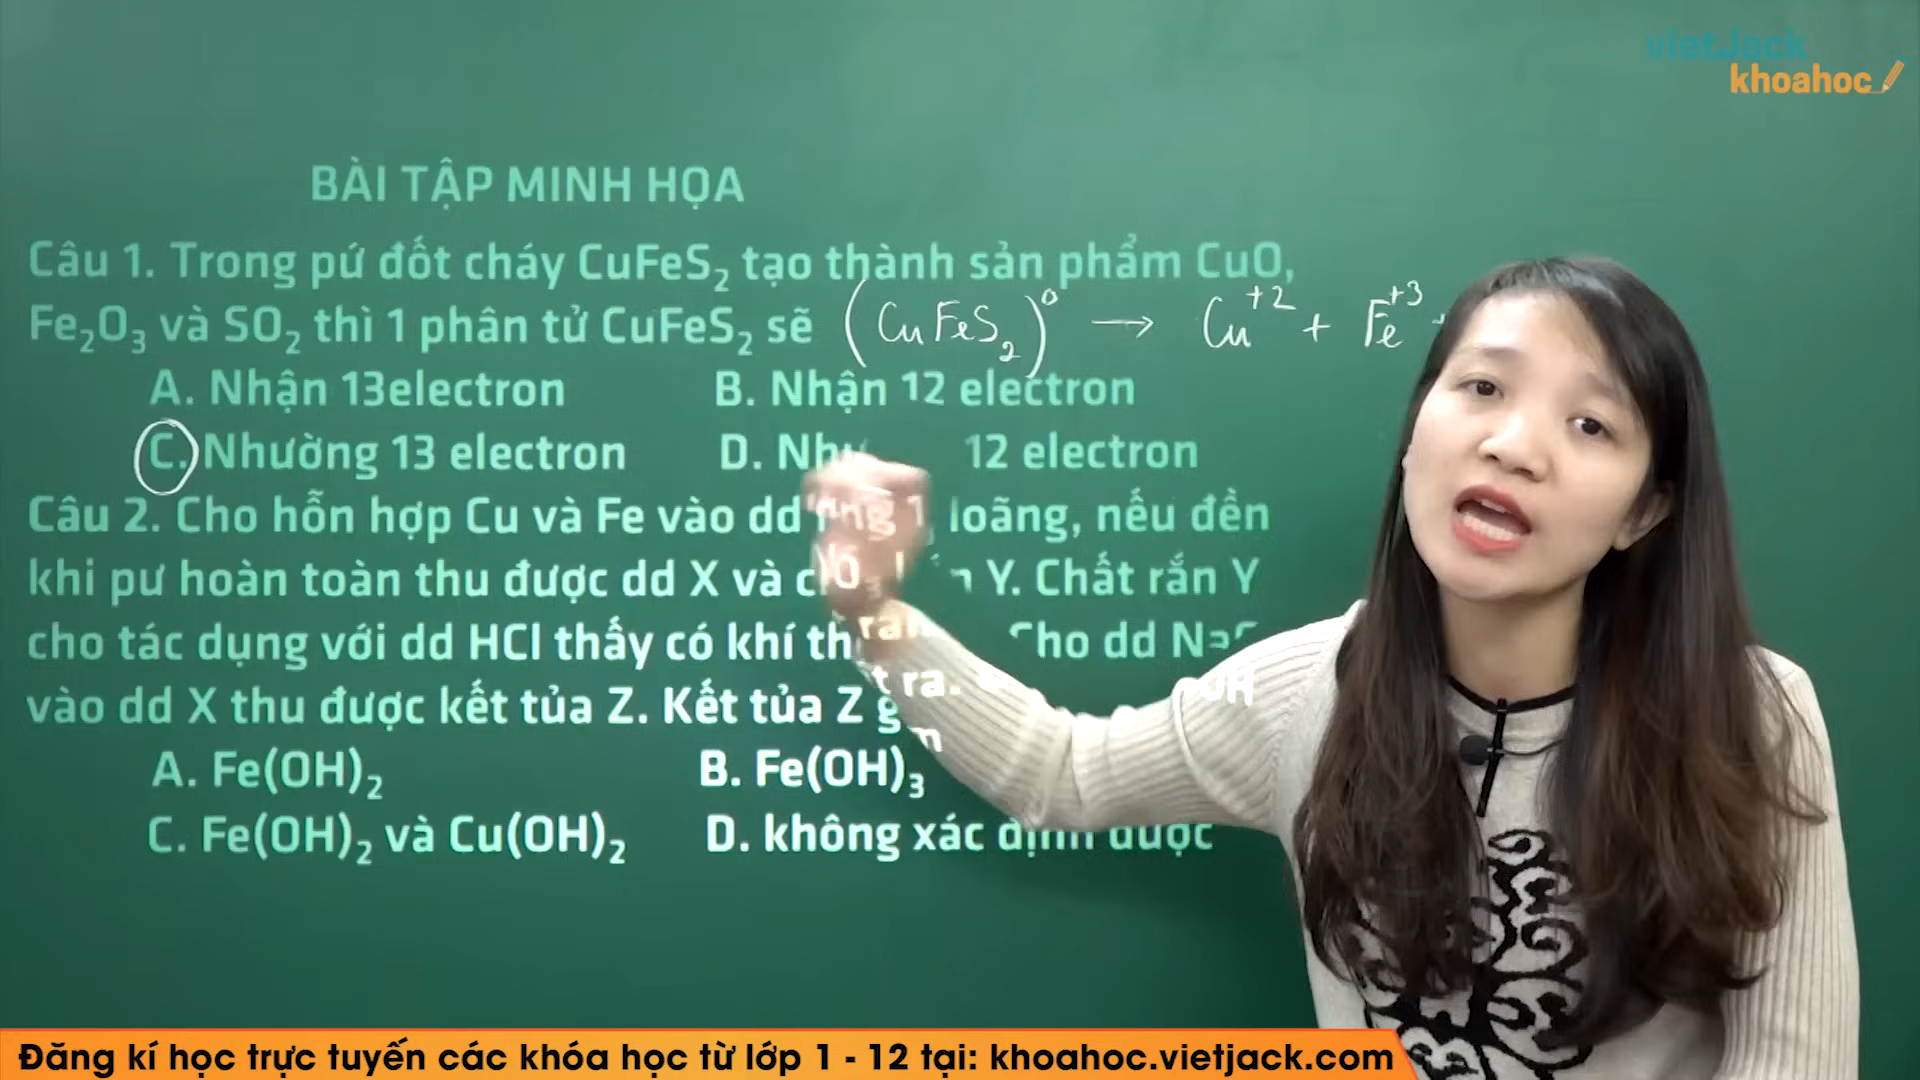 vietJack
khoahoc
BÀI TẬP MINH HỌA
Câu 1. Trong pứ đốt cháy CuFeS₂ tạo thành sản phẩm CuO,
Fe₂O₃ và SO₂ thì 1 phân tử CuFeS₂ sẽ (CuFeS₂)⁰ → Cu⁺² + Fe⁺³
A. Nhận 13electron B. Nhận 12 electron
C. Nhường 13 electron D. 12 electron
Câu 2. Cho hỗn hợp Cu và Fe vào dd loãng, nếu đền
khi pư hoàn toàn thu được dd X và Y. Chất rắn Y
cho tác dụng với dd HCl thấy có khí Cho dd
vào dd X thu được kết tủa Z. Kết tủa Z
A. Fe(OH)₂ B. Fe(OH)₃
C. Fe(OH)₂ và Cu(OH)₂ D. không xác định được
Đăng kí học trực tuyến các khóa học từ lớp 1 - 12 tại: khoahoc.vietjack.com